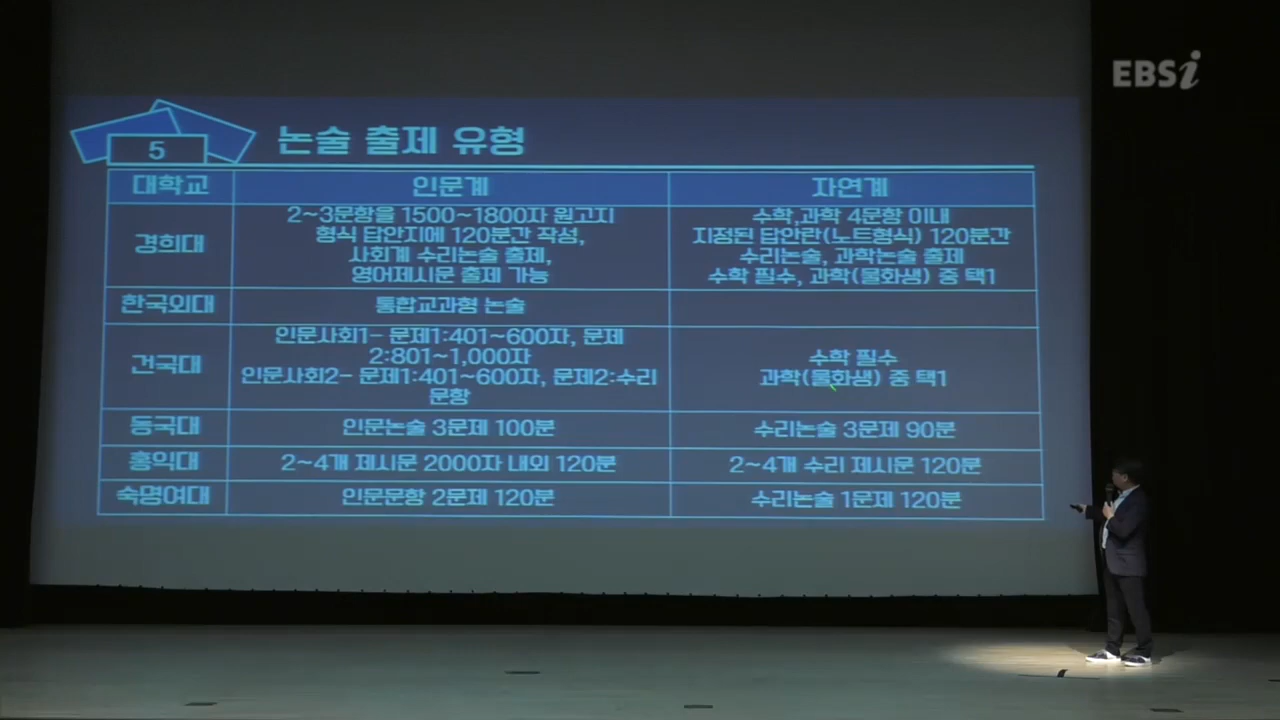 EBSi
5
논술 출제 유형
대학교
인문계
자연계
경희대
2~3문항을 1500~1800자 원고지
형식 답안지에 120분간 작성,
사회계 수리논술 출제,
영어제시문 출제 가능
수학,과학 4문항 이내
지정된 답안란(노트형식) 120분간
수리논술, 과학논술 출제
수학 필수, 과학(물화생) 중 택1
한국외대
통합교과형 논술
건국대
인문사회1- 문제1:401~600자, 문제
2:801~1,000자
인문사회2- 문제1:401~600자, 문제2:수리
문항
수학 필수
과학(물화생) 중 택1
동국대
인문논술 3문제 100분
수리논술 3문제 90분
홍익대
2~4개 제시문 2000자 내외 120분
2~4개 수리 제시문 120분
숙명여대
인문문항 2문제 120분
수리논술 1문제 120분